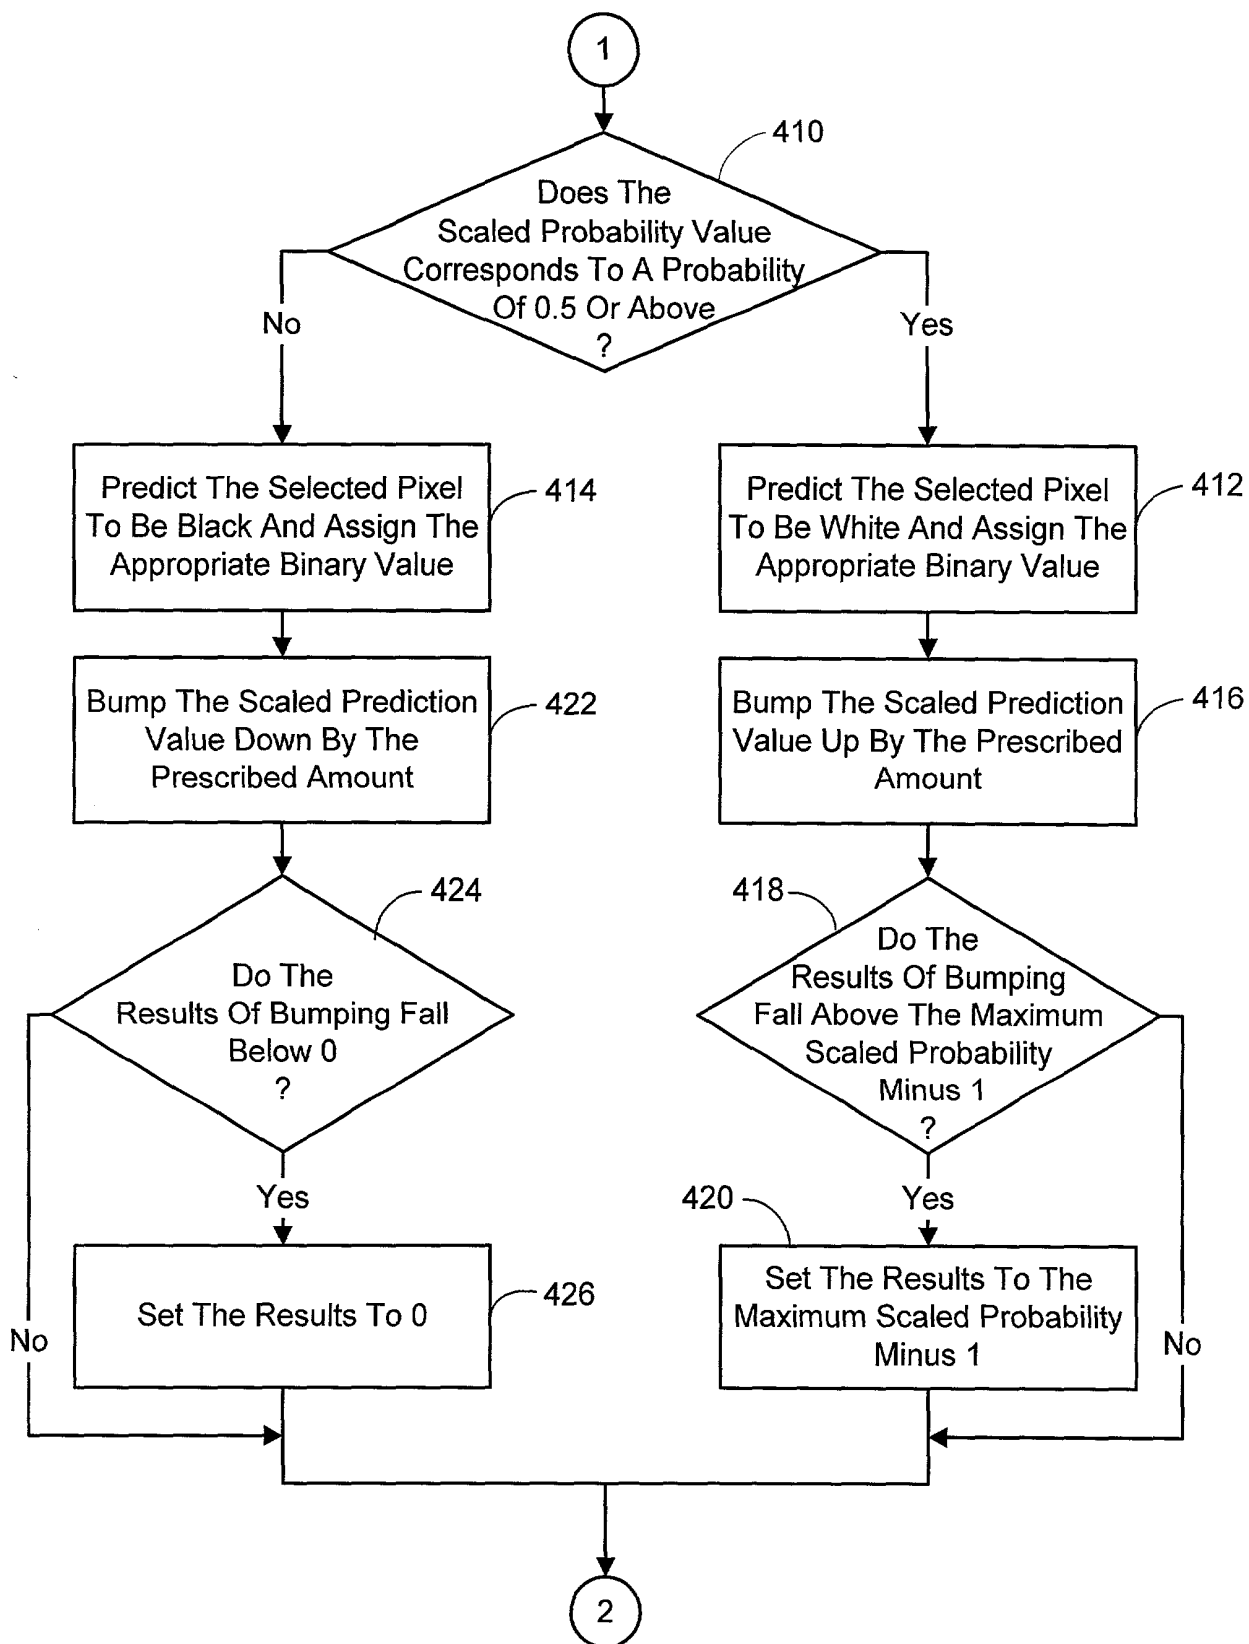 1
410
Does The
Scaled Probability Value
Corresponds To A Probability
Of 0.5 Or Above
?
No
Yes
Predict The Selected Pixel
To Be Black And Assign The
Appropriate Binary Value
414
Predict The Selected Pixel
To Be White And Assign The
Appropriate Binary Value
412
Bump The Scaled Prediction
Value Down By The
Prescribed Amount
422
Bump The Scaled Prediction
Value Up By The Prescribed
Amount
416
424
Do The
Results Of Bumping Fall
Below 0
?
418
Do The
Results Of Bumping
Fall Above The Maximum
Scaled Probability
Minus 1
?
Yes
420
Yes
Set The Results To 0
426
Set The Results To The
Maximum Scaled Probability
Minus 1
No
No
2